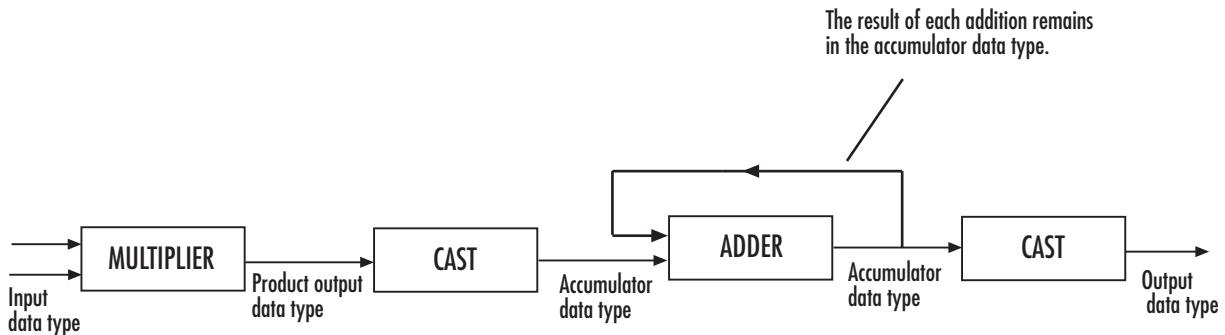 The result of each addition remains
in the accumulator data type.
MULTIPLIER
CAST
ADDER
CAST
Input
data type
Product output
data type
Accumulator
data type
Accumulator
data type
Output
data type